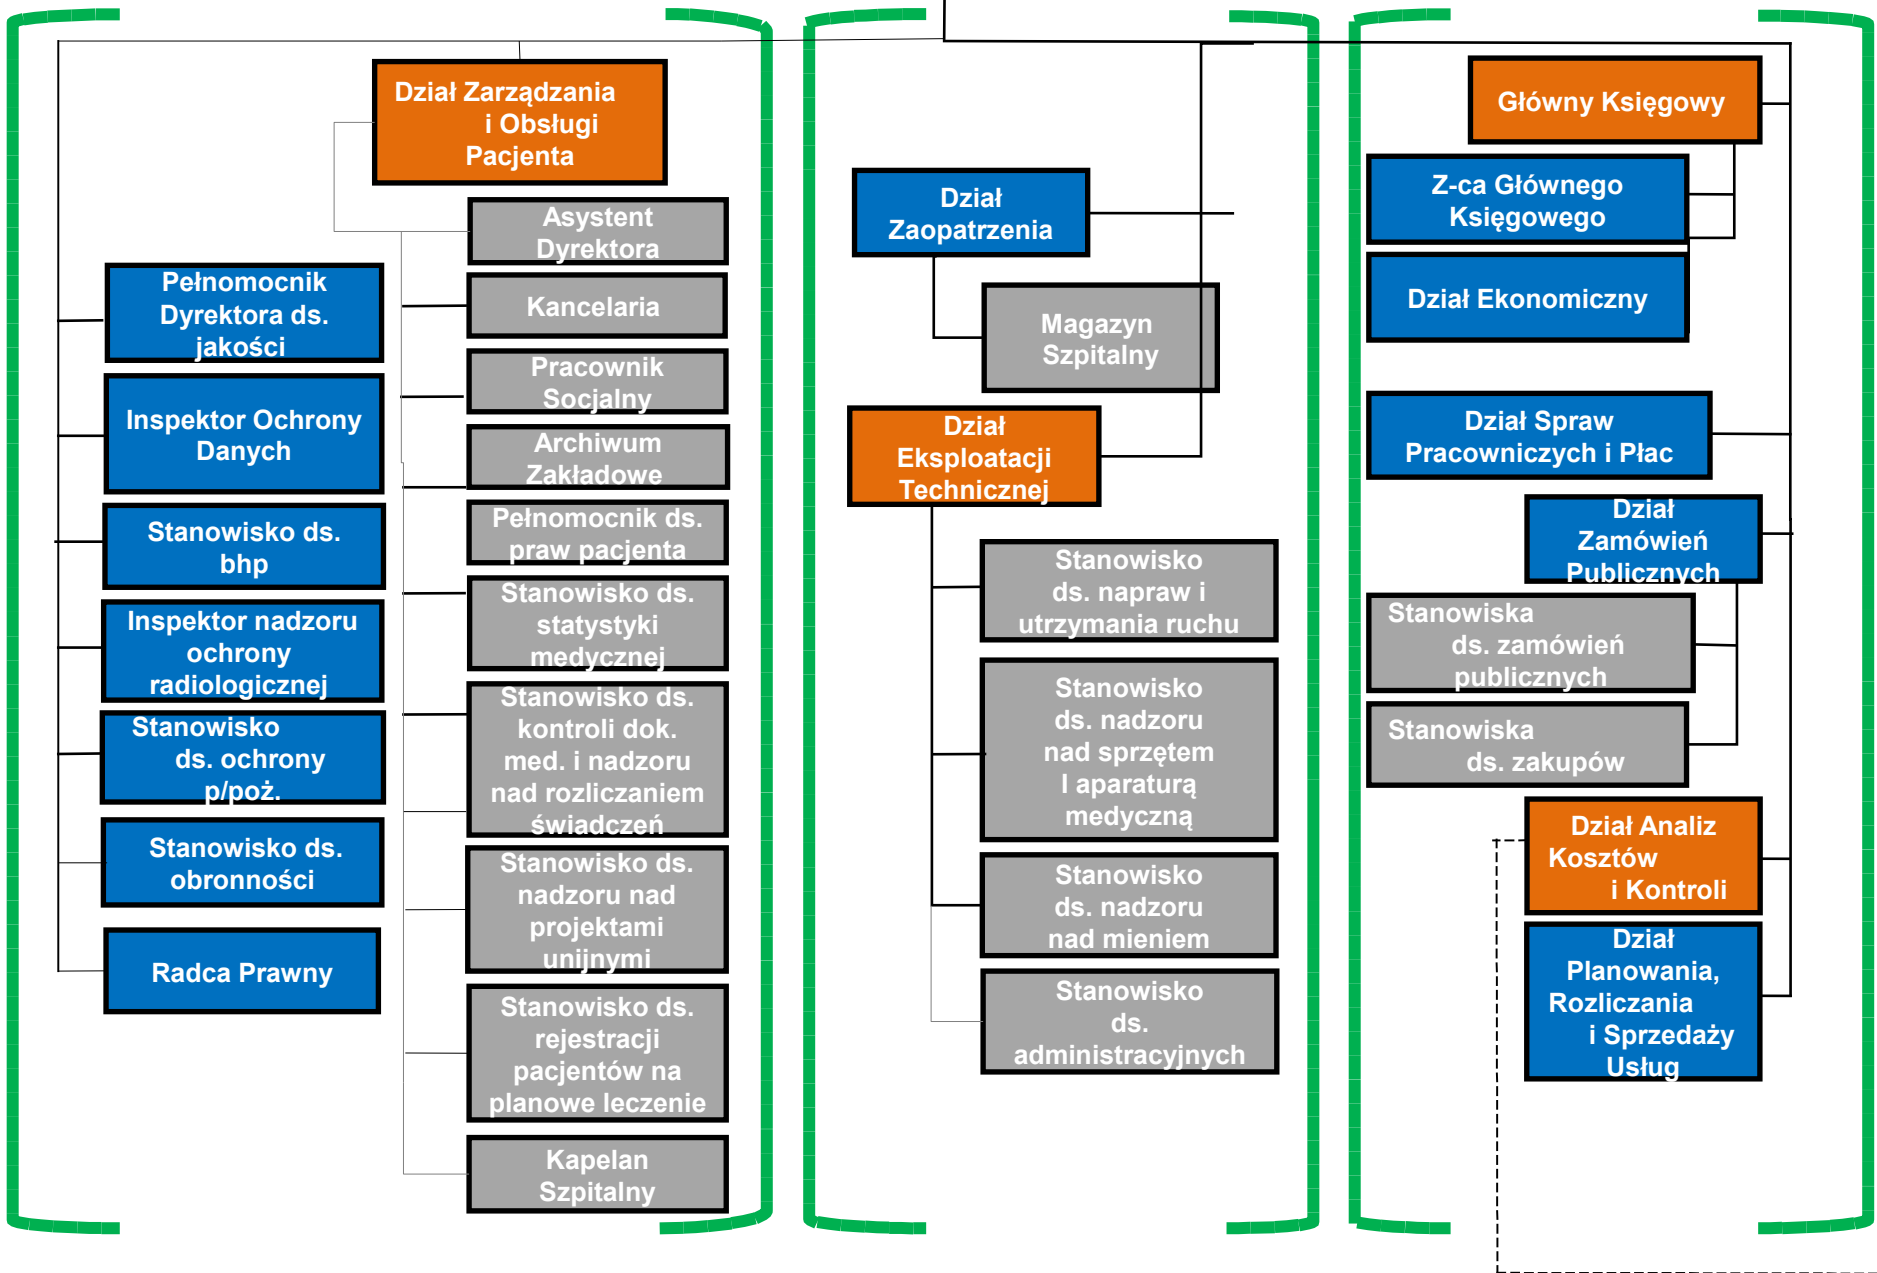 Dział Zarządzania
i Obsługi
Pacjenta
Asystent
Dyrektora
Kancelaria
Pracownik
Socjalny
Archiwum
Zakładowe
Pełnomocnik ds.
praw pacjenta
Stanowisko ds.
statystyki
medycznej
Stanowisko ds.
kontroli dok.
med. i nadzoru
nad rozliczaniem
świadczeń
Stanowisko ds.
nadzoru nad
projektami
unijnymi
Stanowisko ds.
rejestracji
pacjentów na
planowe leczenie
Kapelan
Szpitalny
Pełnomocnik
Dyrektora ds.
jakości
Inspektor Ochrony
Danych
Stanowisko ds.
bhp
Inspektor nadzoru
ochrony
radiologicznej
Stanowisko
ds. ochrony
p/poż.
Stanowisko ds.
obronności
Radca Prawny
Dział
Zaopatrzenia
Magazyn
Szpitalny
Dział
Eksploatacji
Technicznej
Stanowisko
ds. napraw i
utrzymania ruchu
Stanowisko
ds. nadzoru
nad sprzętem
I aparaturą
medyczną
Stanowisko
ds. nadzoru
nad mieniem
Stanowisko
ds.
administracyjnych
Główny Księgowy
Z-ca Głównego
Księgowego
Dział Ekonomiczny
Dział Spraw
Pracowniczych i Płac
Dział
Zamówień
Publicznych
Stanowiska
ds. zamówień
publicznych
Stanowiska
ds. zakupów
Dział Analiz
Kosztów
i Kontroli
Dział
Planowania,
Rozliczania
i Sprzedaży
Usług